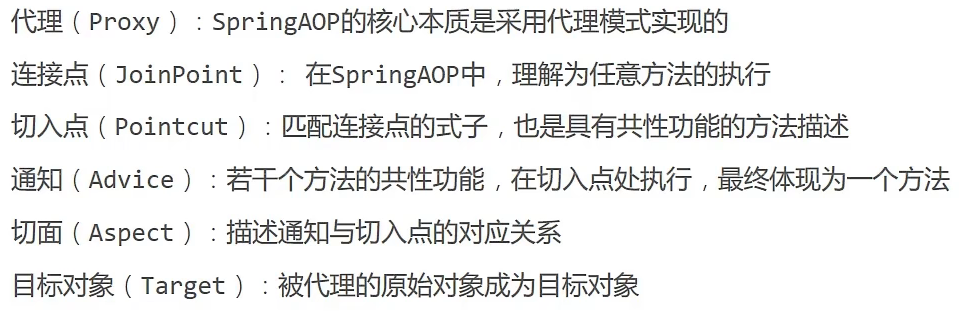 代理（Proxy）：SpringAOP的核心本质是采用代理模式实现的
连接点（JoinPoint）： 在SpringAOP中，理解为任意方法的执行
切入点（Pointcut）：匹配连接点的式子，也是具有共性功能的方法描述
通知（Advice）：若干个方法的共性功能，在切入点处执行，最终体现为一个方法
切面（Aspect）：描述通知与切入点的对应关系
目标对象（Target）：被代理的原始对象成为目标对象